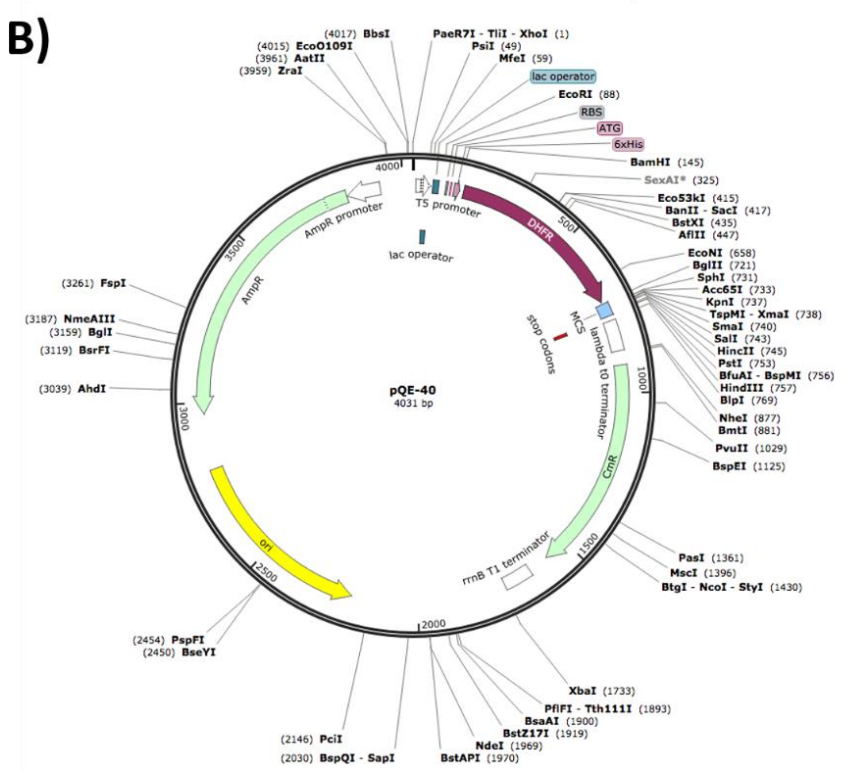 B)
(4017) BbsI
(4015) EcoO109I
(3961) AatII
(3959) ZraI
PaeR7I - TliI - XhoI (1)
PsiI (49)
MfeI (59)
lac operator
EcoRI (88)
RBS
ATG
6xHis
BamHI (145)
SexAI* (325)
Eco53kI (415)
BanII - SacI (417)
BstXI (435)
AflII (447)
EcoNI (658)
BglII (721)
SphI (731)
Acc65I (733)
KpnI (737)
TspMI - XmaI (738)
SmaI (740)
SalI (743)
HincII (745)
PstI (753)
BfuAI - BspMI (756)
HindIII (757)
BlpI (769)
NheI (877)
BmtI (881)
PvuII (1029)
BspEI (1125)
PasI (1361)
MscI (1396)
BtgI - NcoI - StyI (1430)
XbaI (1733)
PflFI - Tth111I (1893)
BsaAI (1900)
BstZ17I (1919)
NdeI (1969)
BstAPI (1970)
(2030) BspQI - SapI
(2146) PciI
(2450) BseYI
(2454) PspFI
(3039) AhdI
(3119) BsrFI
(3159) BglI
(3187) NmeAIII
(3261) FspI
4000
500
1000
1500
2000
2500
3000
3500
T5 promoter
lac operator
DHFR
MCS
stop codons
lambda t0 terminator
CmR
rrnB T1 terminator
ori
AmpR
AmpR promoter
pQE-40
4031 bp